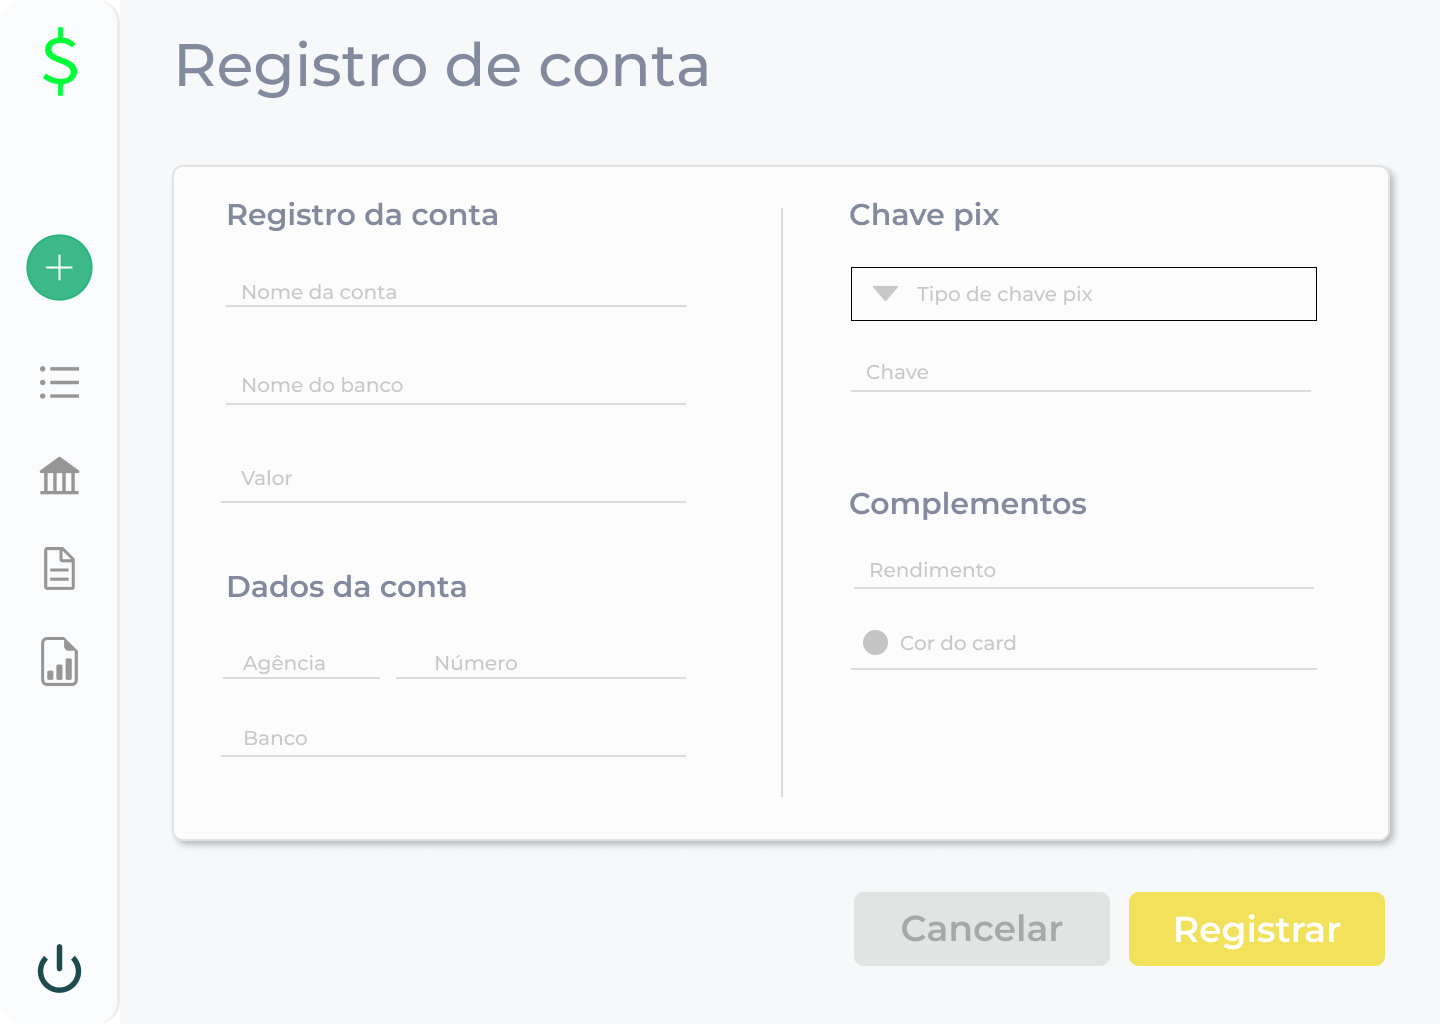 $
Registro de conta
Registro da conta
Nome da conta
Nome do banco
Valor
Dados da conta
Agência
Número
Banco
Chave pix
Tipo de chave pix
Chave
Complementos
Rendimento
Cor do card
Cancelar
Registrar